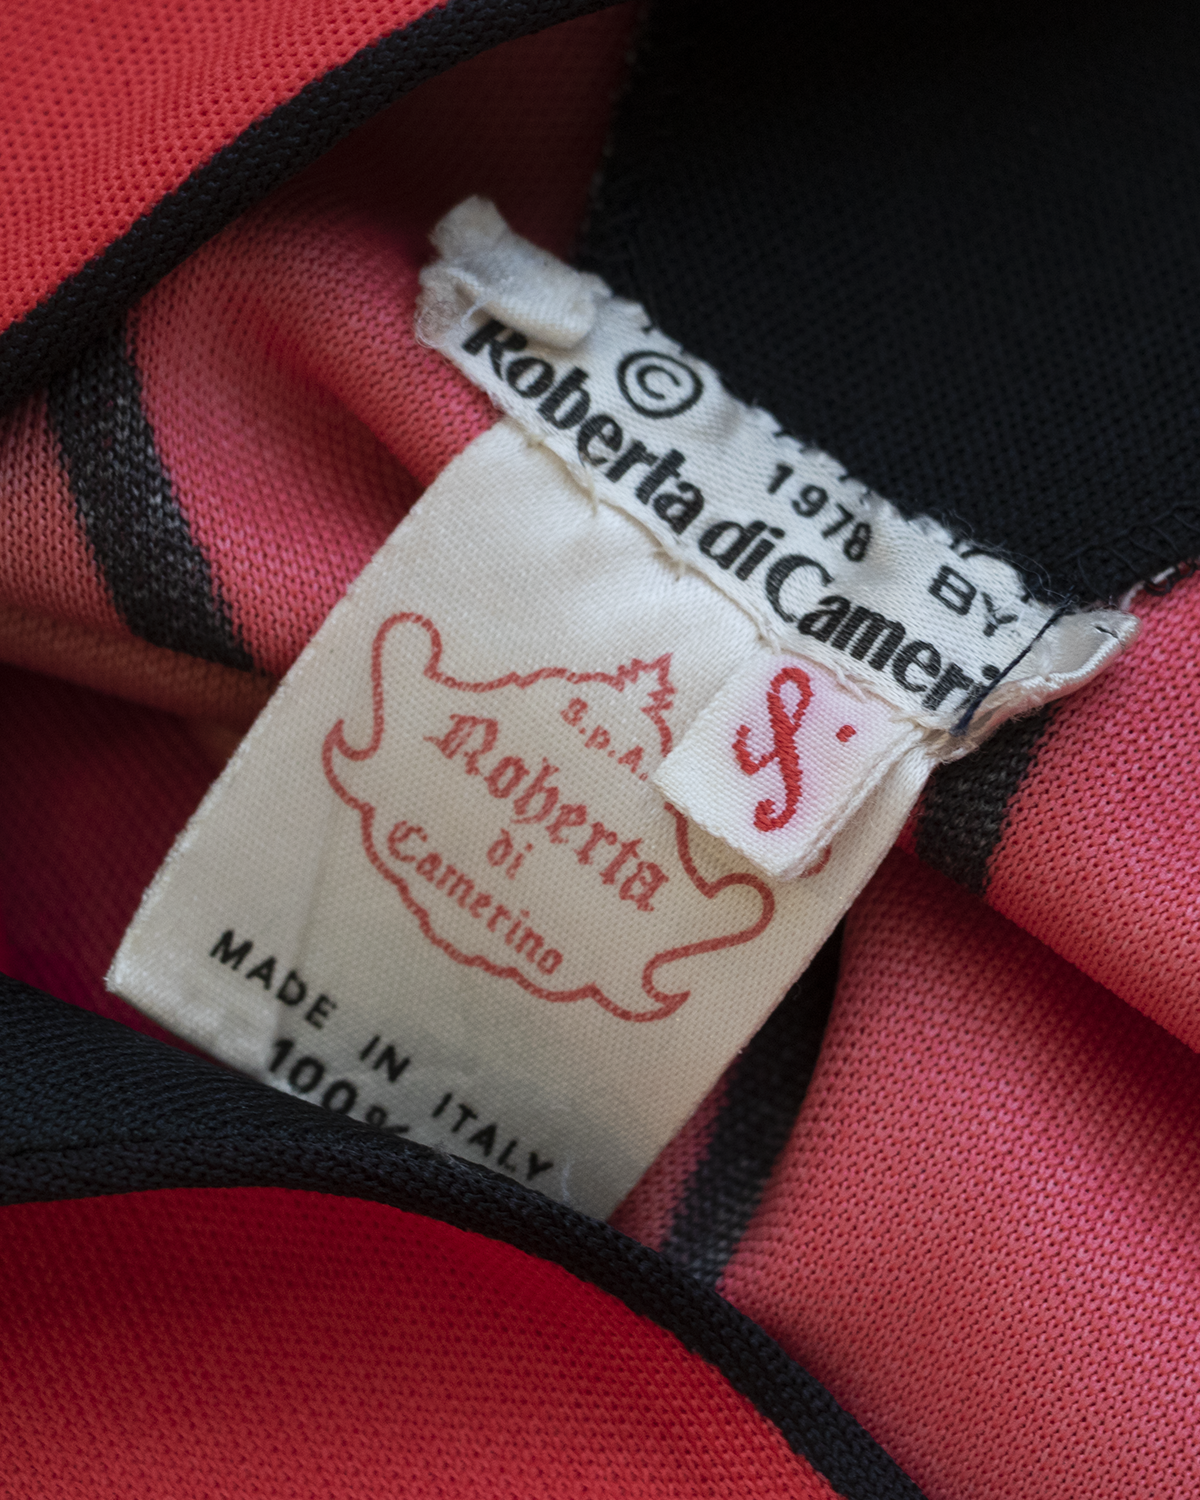 © 1978 BY
Roberta di Cameri
S.
S.p.A.
Roberta
di
Camerino
MADE IN ITALY
100%